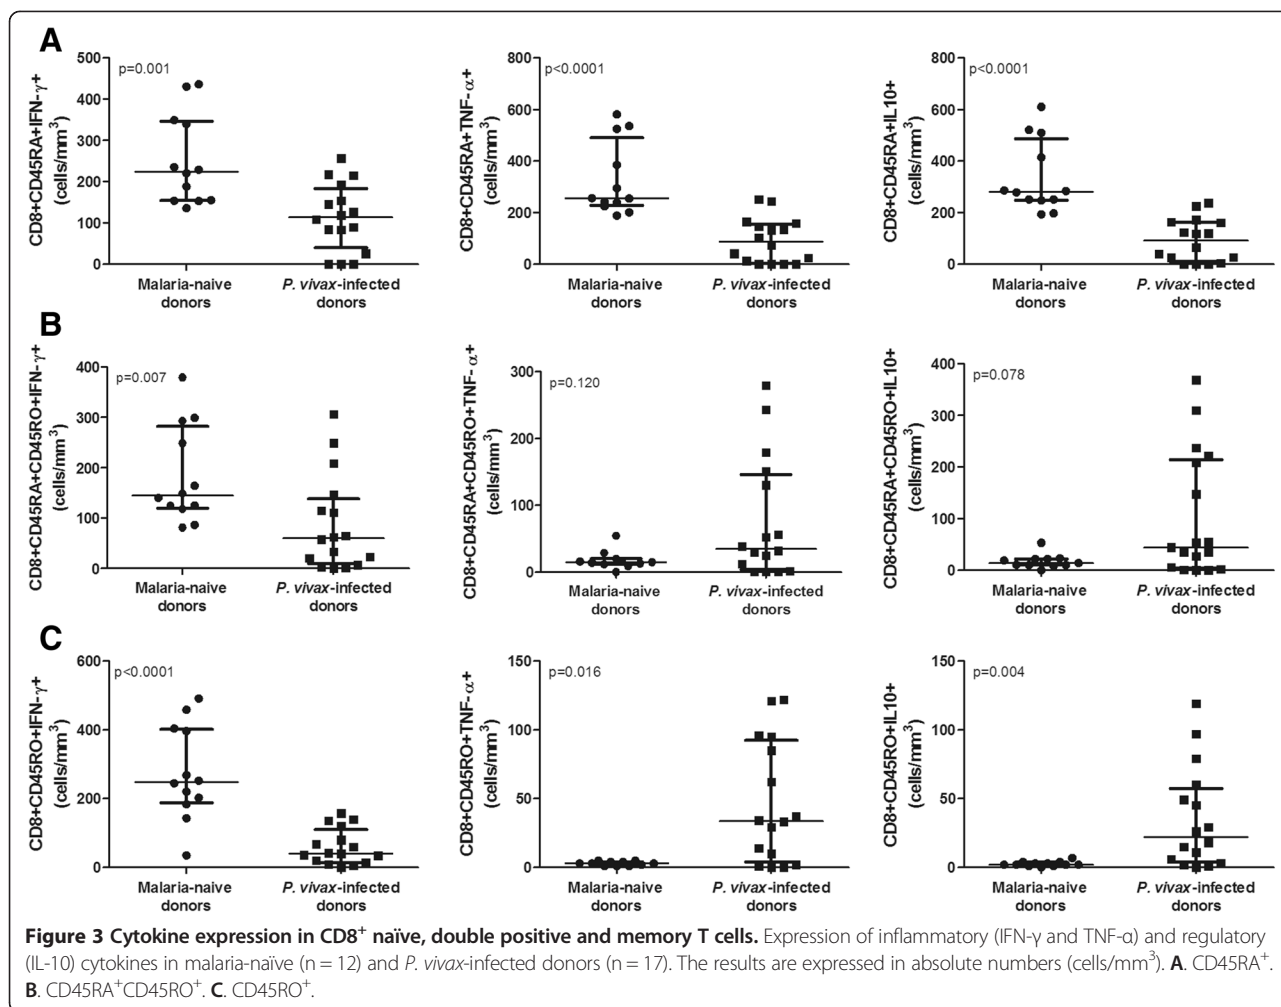 A
CD8+CD45RA+IFN-γ+
(cells/mm³)
500
400
300
200
100
0
p=0.001
Malaria-naive
donors
P. vivax-infected
donors
CD8+CD45RA+TNF-α+
(cells/mm³)
800
600
400
200
0
p<0.0001
Malaria-naive
donors
P. vivax-infected
donors
CD8+CD45RA+IL10+
(cells/mm³)
800
600
400
200
0
p<0.0001
Malaria-naive
donors
P. vivax-infected
donors
B
CD8+CD45RA+CD45RO+IFN-γ+
(cells/mm³)
400
300
200
100
0
p=0.007
Malaria-naive
donors
P. vivax-infected
donors
CD8+CD45RA+CD45RO+TNF-α+
(cells/mm³)
300
200
100
0
p=0.120
Malaria-naive
donors
P. vivax-infected
donors
CD8+CD45RA+CD45RO+IL10+
(cells/mm³)
400
300
200
100
0
p=0.078
Malaria-naive
donors
P. vivax-infected
donors
C
CD8+CD45RO+IFN-γ+
(cells/mm³)
600
400
200
0
p<0.0001
Malaria-naive
donors
P. vivax-infected
donors
CD8+CD45RO+TNF-α+
(cells/mm³)
150
100
50
0
p=0.016
Malaria-naive
donors
P. vivax-infected
donors
CD8+CD45RO+IL10+
(cells/mm³)
150
100
50
0
p=0.004
Malaria-naive
donors
P. vivax-infected
donors
Figure 3 Cytokine expression in CD8⁺ naïve, double positive and memory T cells. Expression of inflammatory (IFN-γ and TNF-α) and regulatory
(IL-10) cytokines in malaria-naïve (n = 12) and P. vivax-infected donors (n = 17). The results are expressed in absolute numbers (cells/mm³). A. CD45RA⁺.
B. CD45RA⁺CD45RO⁺. C. CD45RO⁺.